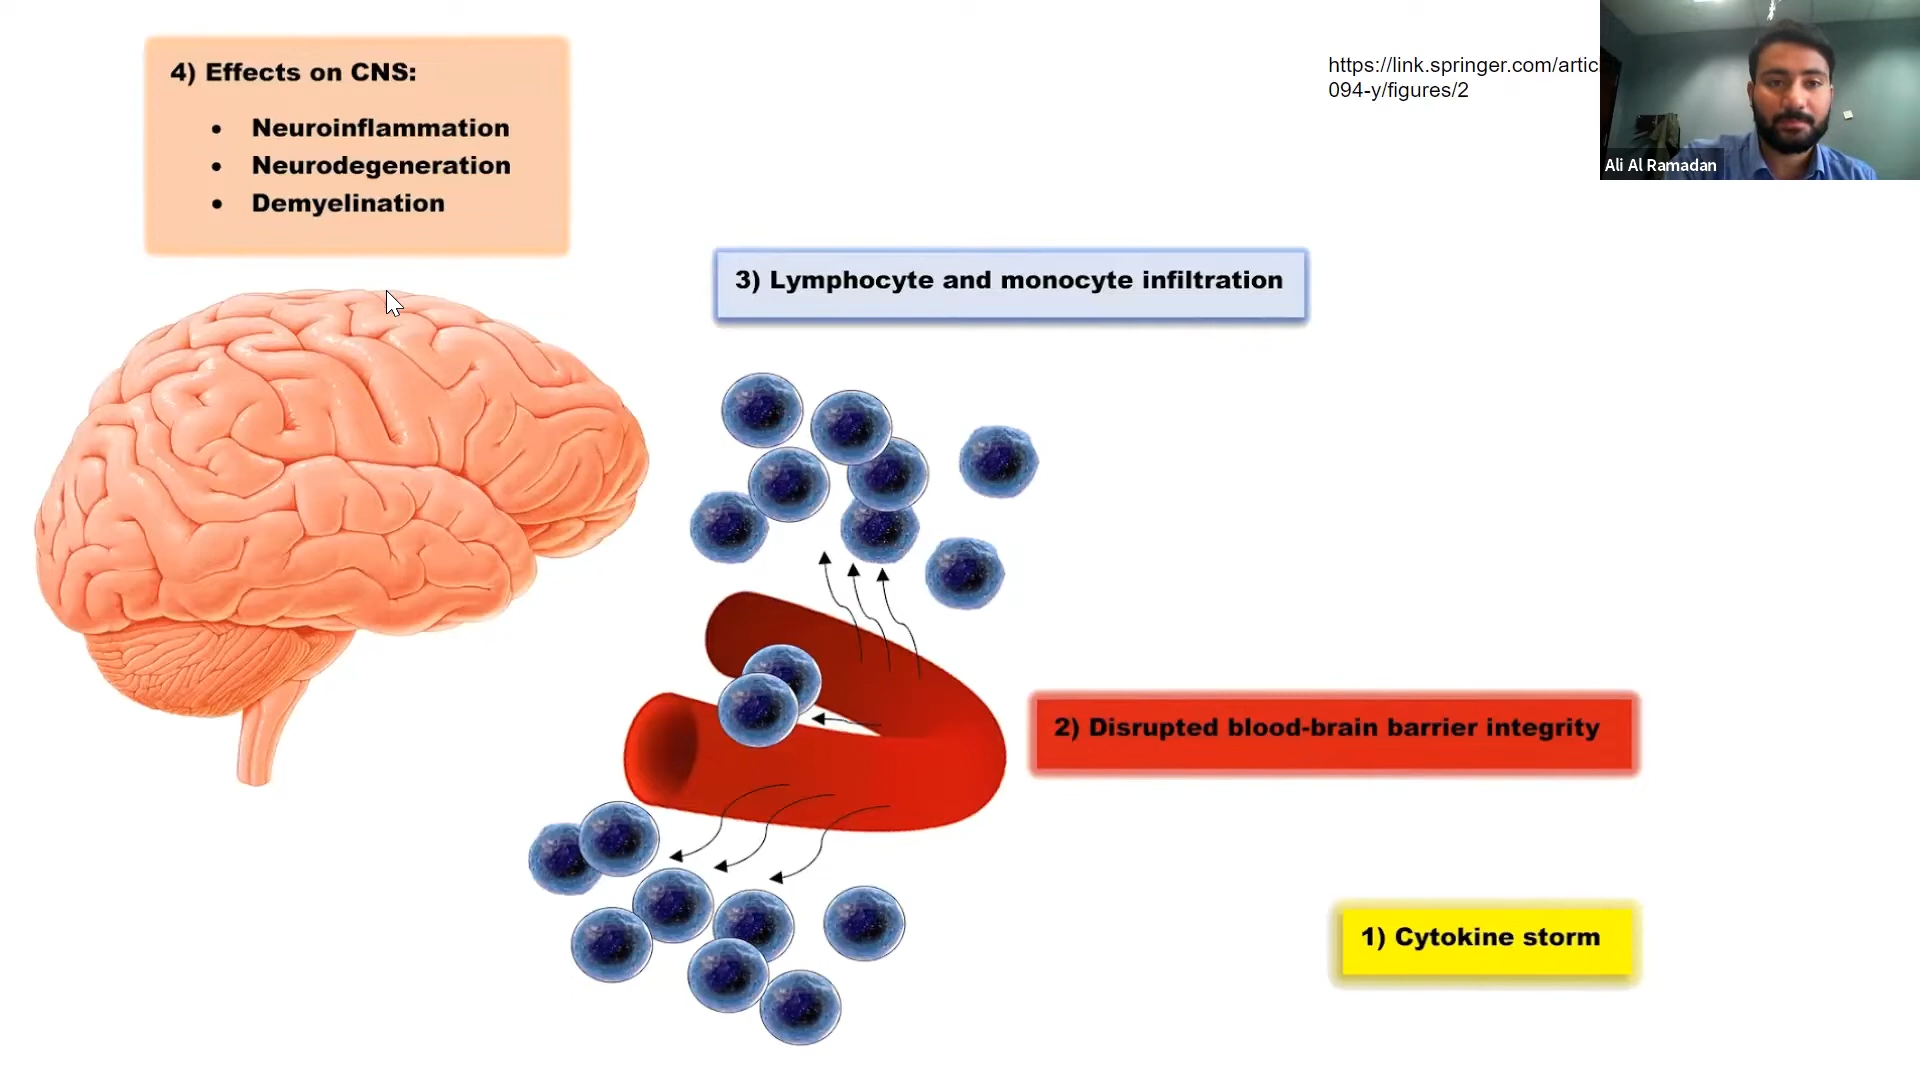 4) Effects on CNS:
• Neuroinflammation
• Neurodegeneration
• Demyelination
https://link.springer.com/artic
094-y/figures/2
Ali Al Ramadan
3) Lymphocyte and monocyte infiltration
2) Disrupted blood-brain barrier integrity
1) Cytokine storm